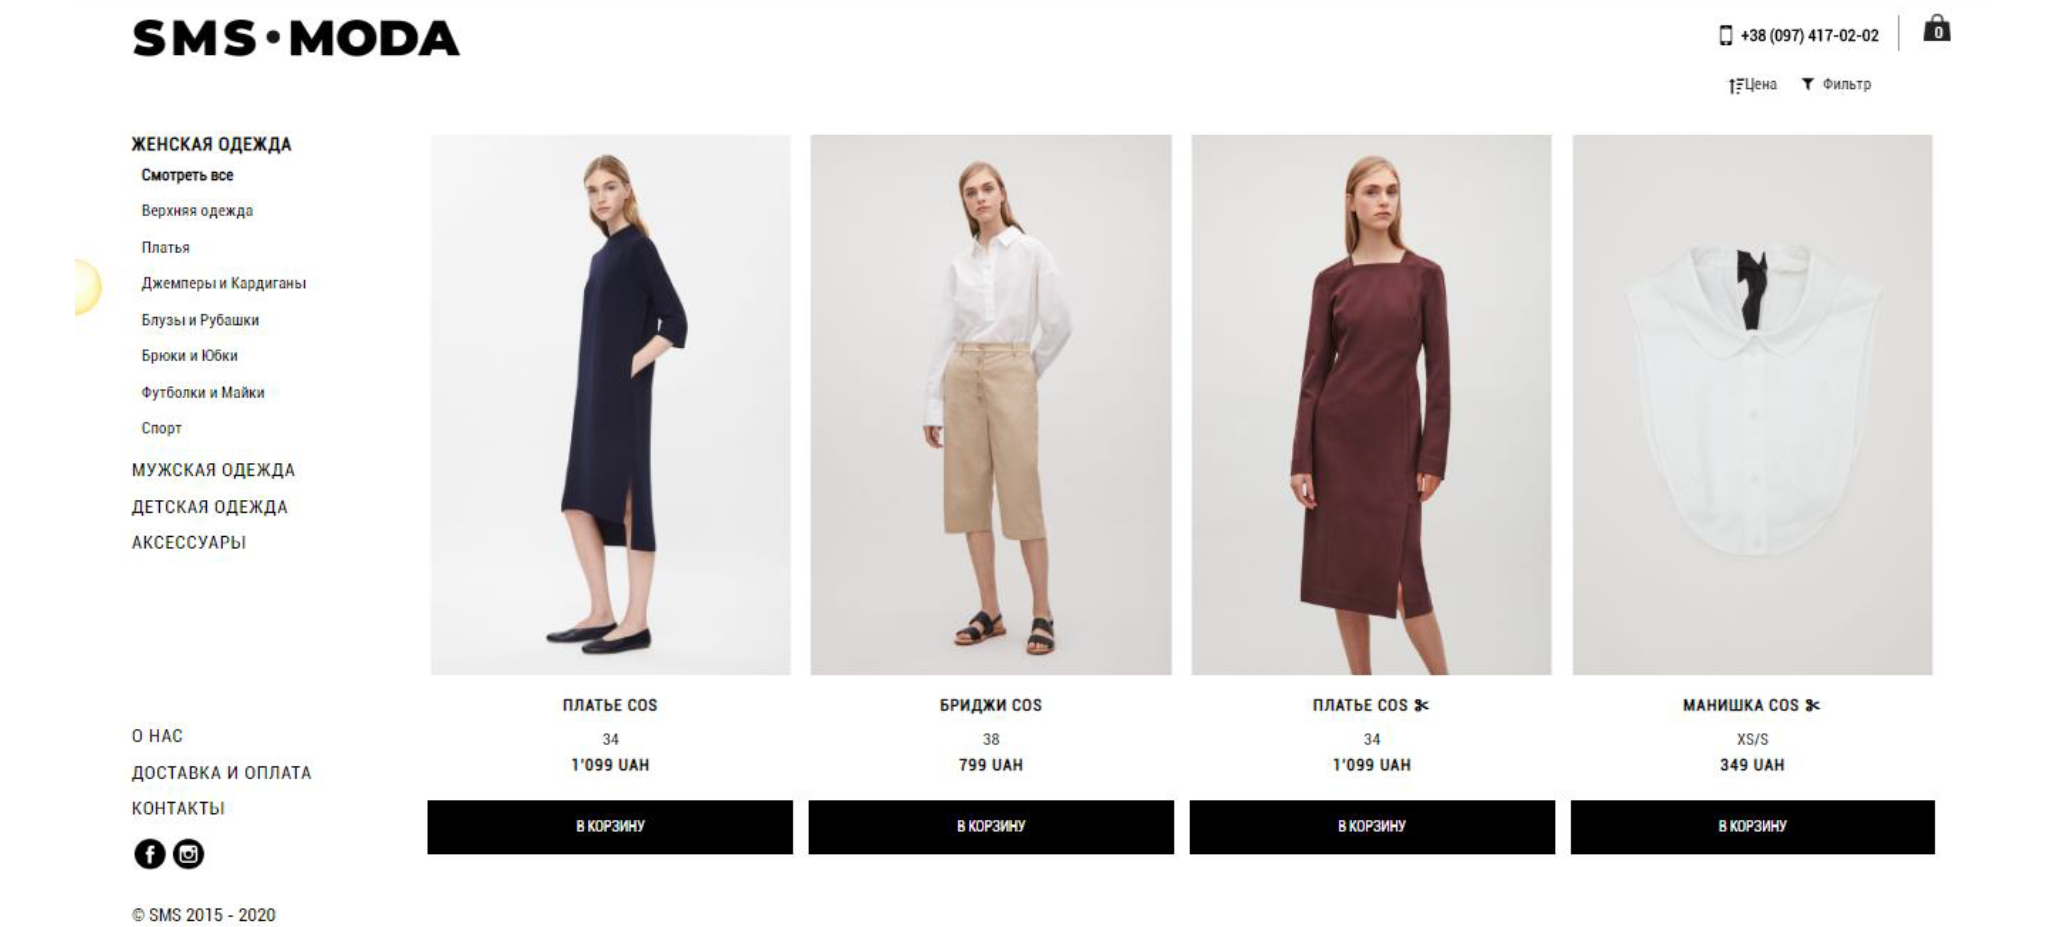 SMS•MODA
+38 (097) 417-02-02
0
Цена
Фильтр
ЖЕНСКАЯ ОДЕЖДА
Смотреть все
Верхняя одежда
Платья
Джемперы и Кардиганы
Блузы и Рубашки
Брюки и Юбки
Футболки и Майки
Спорт
МУЖСКАЯ ОДЕЖДА
ДЕТСКАЯ ОДЕЖДА
АКСЕССУАРЫ
О НАС
ДОСТАВКА И ОПЛАТА
КОНТАКТЫ
© SMS 2015 - 2020
ПЛАТЬЕ COS
34
1'099 UAH
В КОРЗИНУ
БРИДЖИ COS
38
799 UAH
В КОРЗИНУ
ПЛАТЬЕ COS
34
1'099 UAH
В КОРЗИНУ
МАНИШКА COS
XS/S
349 UAH
В КОРЗИНУ